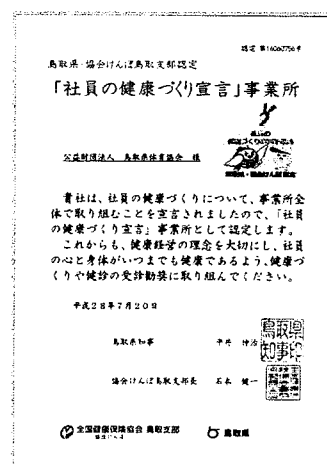 認定 第16060756号
鳥取県・協会けんぽ鳥取支部認定
「社員の健康づくり宣言」事業所
公益財団法人 鳥取県体育協会 様
貴社は、社員の健康づくりについて、事業所全
体で取り組むことを宣言されましたので、「社員
の健康づくり宣言」事業所として認定します。
これからも、健康経営の理念を大切にし、社員
の心と身体がいつまでも健康であるよう、健康づ
くりや健診の受診勧奨に取り組んでください。
平成28年7月20日
鳥取県知事 平井 伸治
鳥取県
知事印
協会けんぽ鳥取支部長 石本 健一
全国健康保険協会 鳥取支部
協会けんぽ
鳥取県